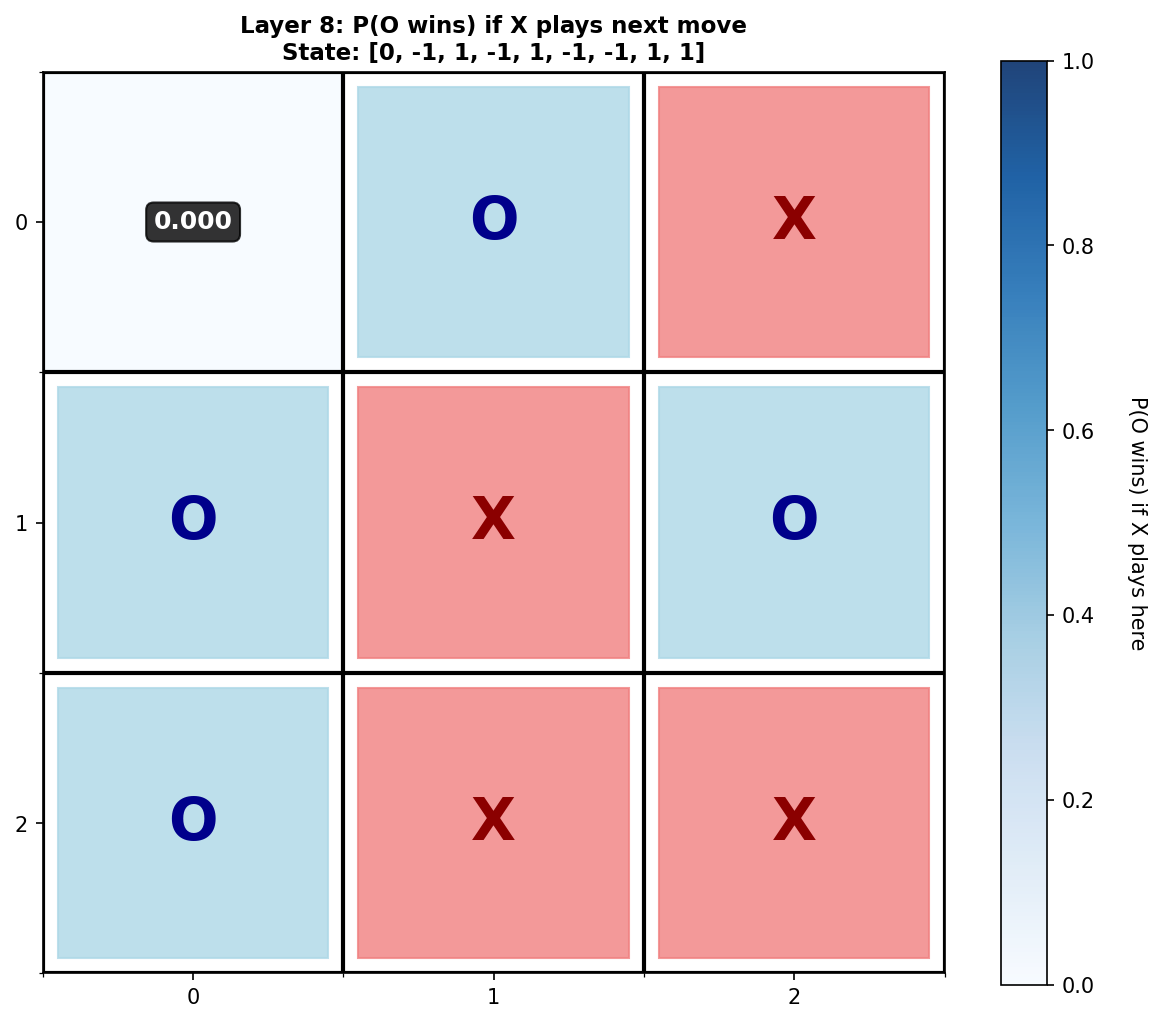 Layer 8: P(O wins) if X plays next move
State: [0, -1, 1, -1, 1, -1, -1, 1, 1]
0
0.000
O
X
1
O
X
O
2
O
X
X
0
1
2
1.0
0.8
0.6
0.4
0.2
0.0
P(O wins) if X plays here